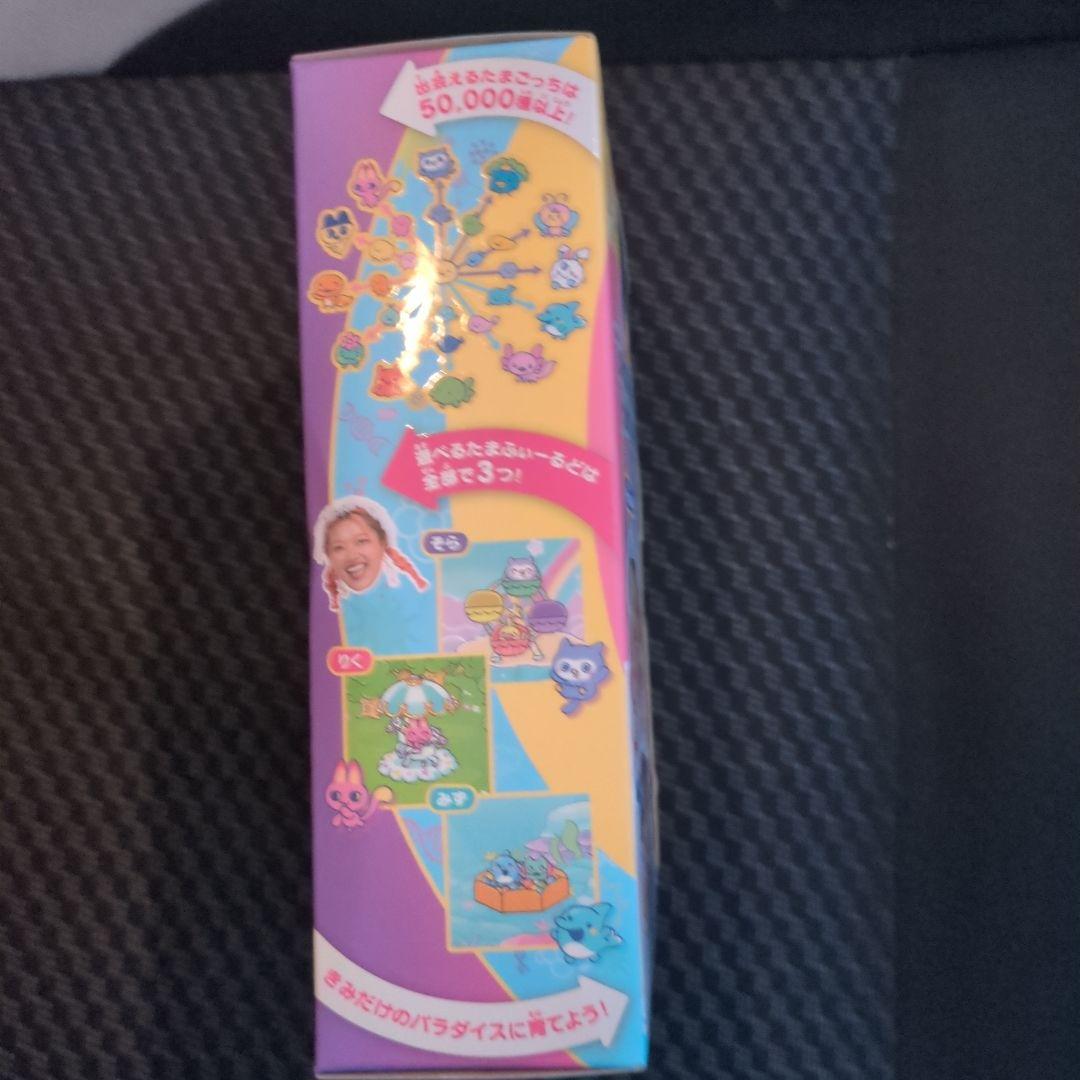 出会えるたまごっちは
50,000種以上!
遊べるたまふぃーるどは
全部で3つ!
そら
りく
みず
きみだけのパラダイスに育てよう!